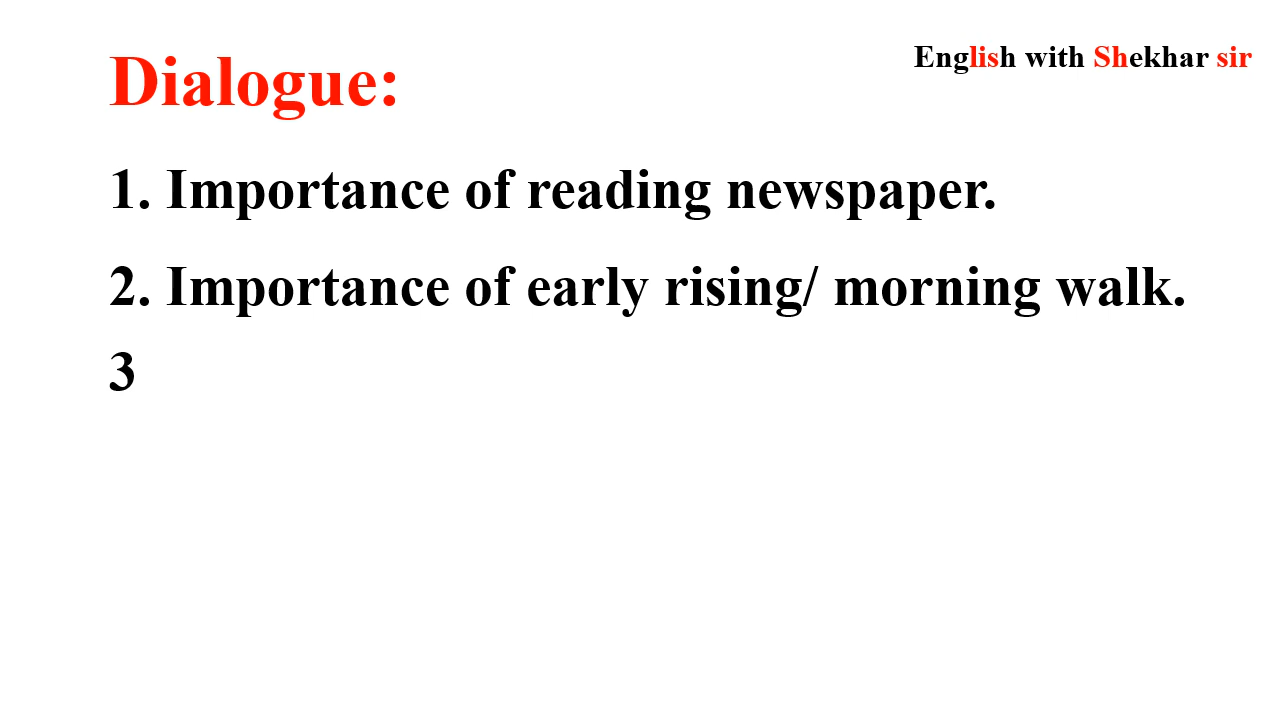 English with Shekhar sir
Dialogue:
1. Importance of reading newspaper.
2. Importance of early rising/ morning walk.
3